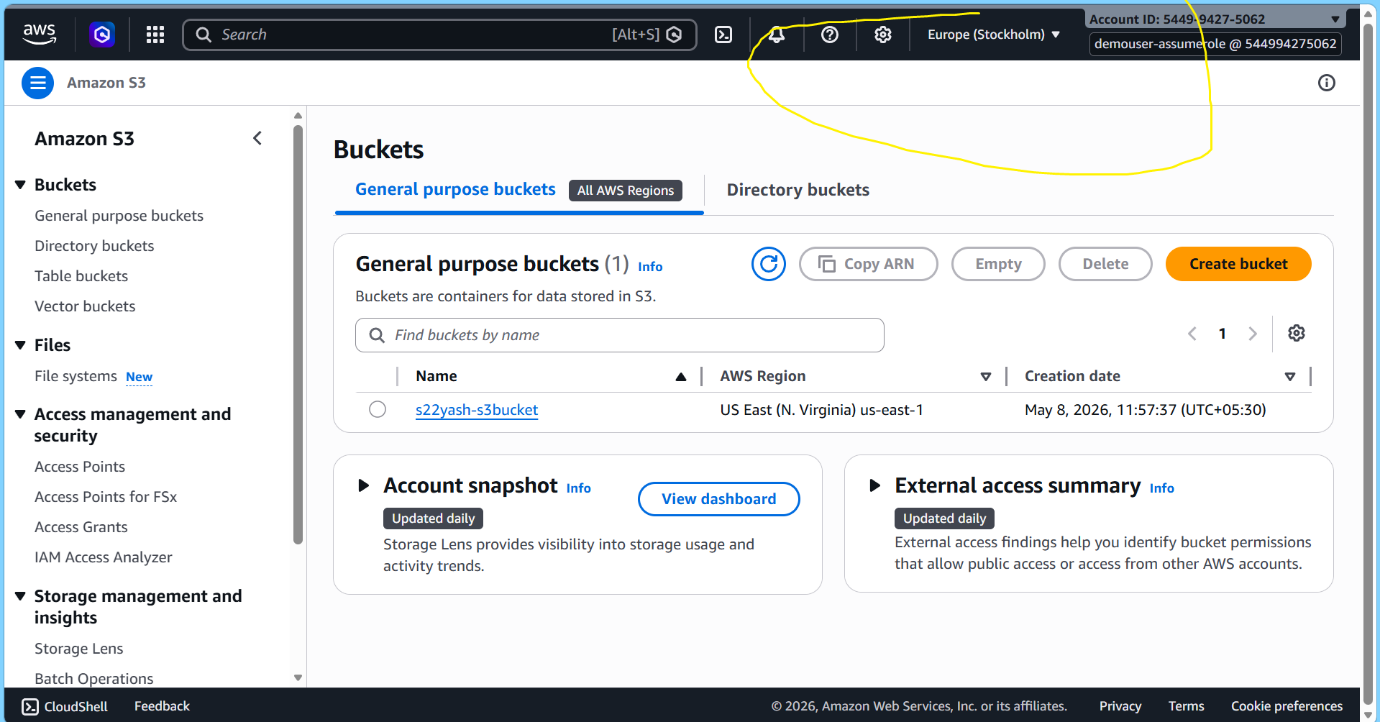 aws
Search [Alt+S]
Europe (Stockholm)
Account ID: 5449-9427-5062
demouser-assumerole @ 544994275062
Amazon S3
Amazon S3
Buckets
General purpose buckets
Directory buckets
Table buckets
Vector buckets
Files
File systems New
Access management and
security
Access Points
Access Points for FSx
Access Grants
IAM Access Analyzer
Storage management and
insights
Storage Lens
Batch Operations
Buckets
General purpose buckets All AWS Regions Directory buckets
General purpose buckets (1) Info
Copy ARN Empty Delete Create bucket
Buckets are containers for data stored in S3.
Find buckets by name
1
Name AWS Region Creation date
s22yash-s3bucket US East (N. Virginia) us-east-1 May 8, 2026, 11:57:37 (UTC+05:30)
Account snapshot Info
View dashboard
Updated daily
Storage Lens provides visibility into storage usage and
activity trends.
External access summary Info
Updated daily
External access findings help you identify bucket permissions
that allow public access or access from other AWS accounts.
CloudShell Feedback © 2026, Amazon Web Services, Inc. or its affiliates. Privacy Terms Cookie preferences